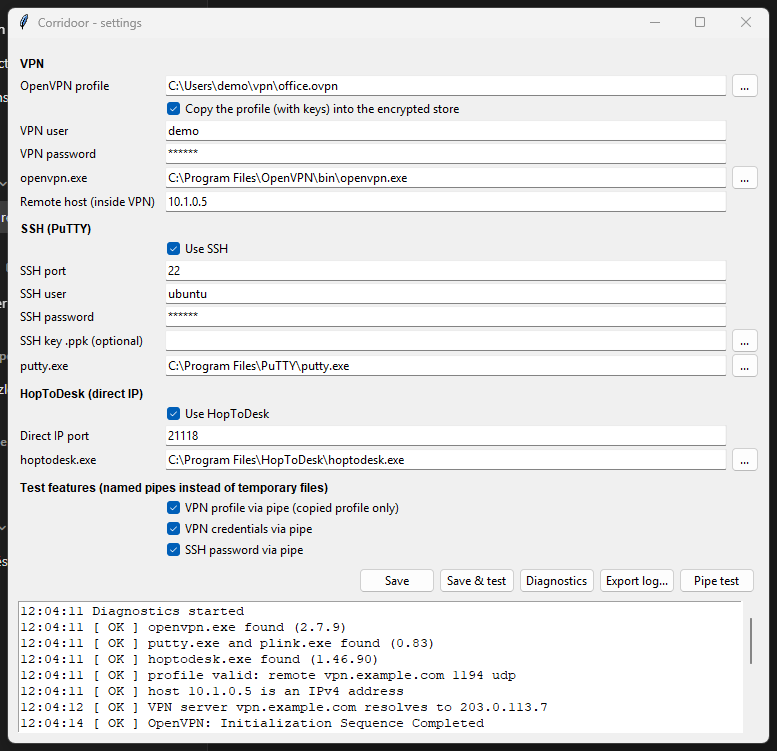 Corridoor - settings
VPN
OpenVPN profile C:\Users\demo\vpn\office.ovpn ...
Copy the profile (with keys) into the encrypted store
VPN user demo
VPN password ******
openvpn.exe C:\Program Files\OpenVPN\bin\openvpn.exe ...
Remote host (inside VPN) 10.1.0.5
SSH (PuTTY)
Use SSH
SSH port 22
SSH user ubuntu
SSH password ******
SSH key .ppk (optional) ...
putty.exe C:\Program Files\PuTTY\putty.exe ...
HopToDesk (direct IP)
Use HopToDesk
Direct IP port 21118
hoptodesk.exe C:\Program Files\HopToDesk\hoptodesk.exe ...
Test features (named pipes instead of temporary files)
VPN profile via pipe (copied profile only)
VPN credentials via pipe
SSH password via pipe
Save Save & test Diagnostics Export log... Pipe test
12:04:11 Diagnostics started
12:04:11 [ OK ] openvpn.exe found (2.7.9)
12:04:11 [ OK ] putty.exe and plink.exe found (0.83)
12:04:11 [ OK ] hoptodesk.exe found (1.46.90)
12:04:11 [ OK ] profile valid: remote vpn.example.com 1194 udp
12:04:11 [ OK ] host 10.1.0.5 is an IPv4 address
12:04:12 [ OK ] VPN server vpn.example.com resolves to 203.0.113.7
12:04:14 [ OK ] OpenVPN: Initialization Sequence Completed